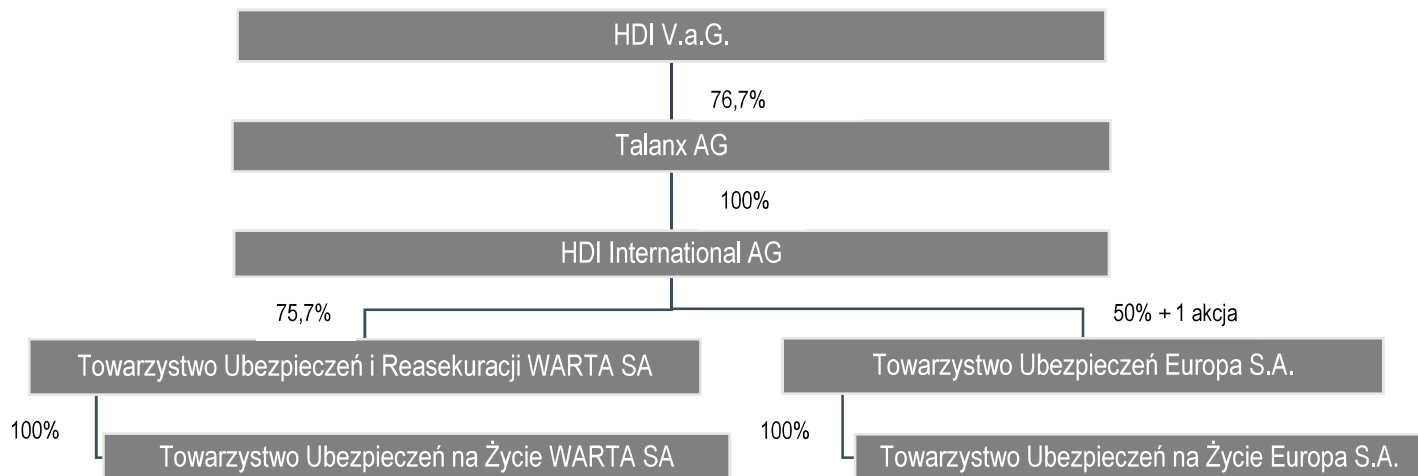 HDI V.a.G.
76,7%
Talanx AG
100%
HDI International AG
75,7%
50% + 1 akcja
Towarzystwo Ubezpieczeń i Reasekuracji WARTA SA
Towarzystwo Ubezpieczeń Europa S.A.
100%
Towarzystwo Ubezpieczeń na Życie WARTA SA
100%
Towarzystwo Ubezpieczeń na Życie Europa S.A.